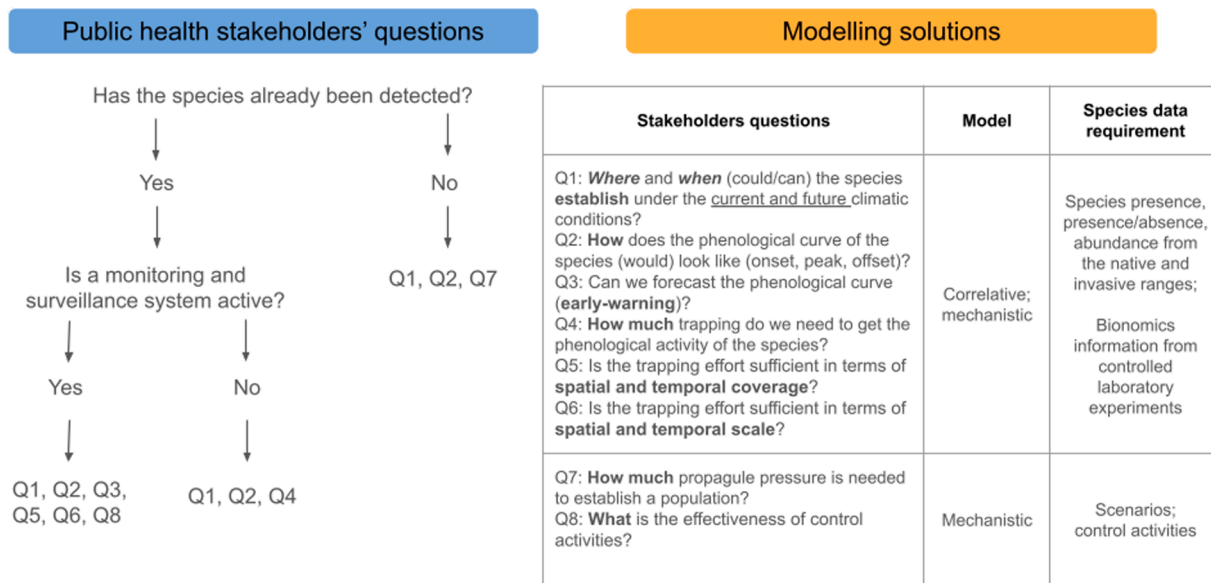 Public health stakeholders' questions
Modelling solutions
Has the species already been detected?
Yes
No
Is a monitoring and
surveillance system active?
Q1, Q2, Q7
Yes
No
Q1, Q2, Q3,
Q5, Q6, Q8
Q1, Q2, Q4
Stakeholders questions
Model
Species data
requirement
Q1: Where and when (could/can) the species
establish under the current and future climatic
conditions?
Q2: How does the phenological curve of the
species (would) look like (onset, peak, offset)?
Q3: Can we forecast the phenological curve
(early-warning)?
Q4: How much trapping do we need to get the
phenological activity of the species?
Q5: Is the trapping effort sufficient in terms of
spatial and temporal coverage?
Q6: Is the trapping effort sufficient in terms of
spatial and temporal scale?
Correlative;
mechanistic
Species presence,
presence/absence,
abundance from
the native and
invasive ranges;
Bionomics
information from
controlled
laboratory
experiments
Q7: How much propagule pressure is needed
to establish a population?
Q8: What is the effectiveness of control
activities?
Mechanistic
Scenarios;
control activities